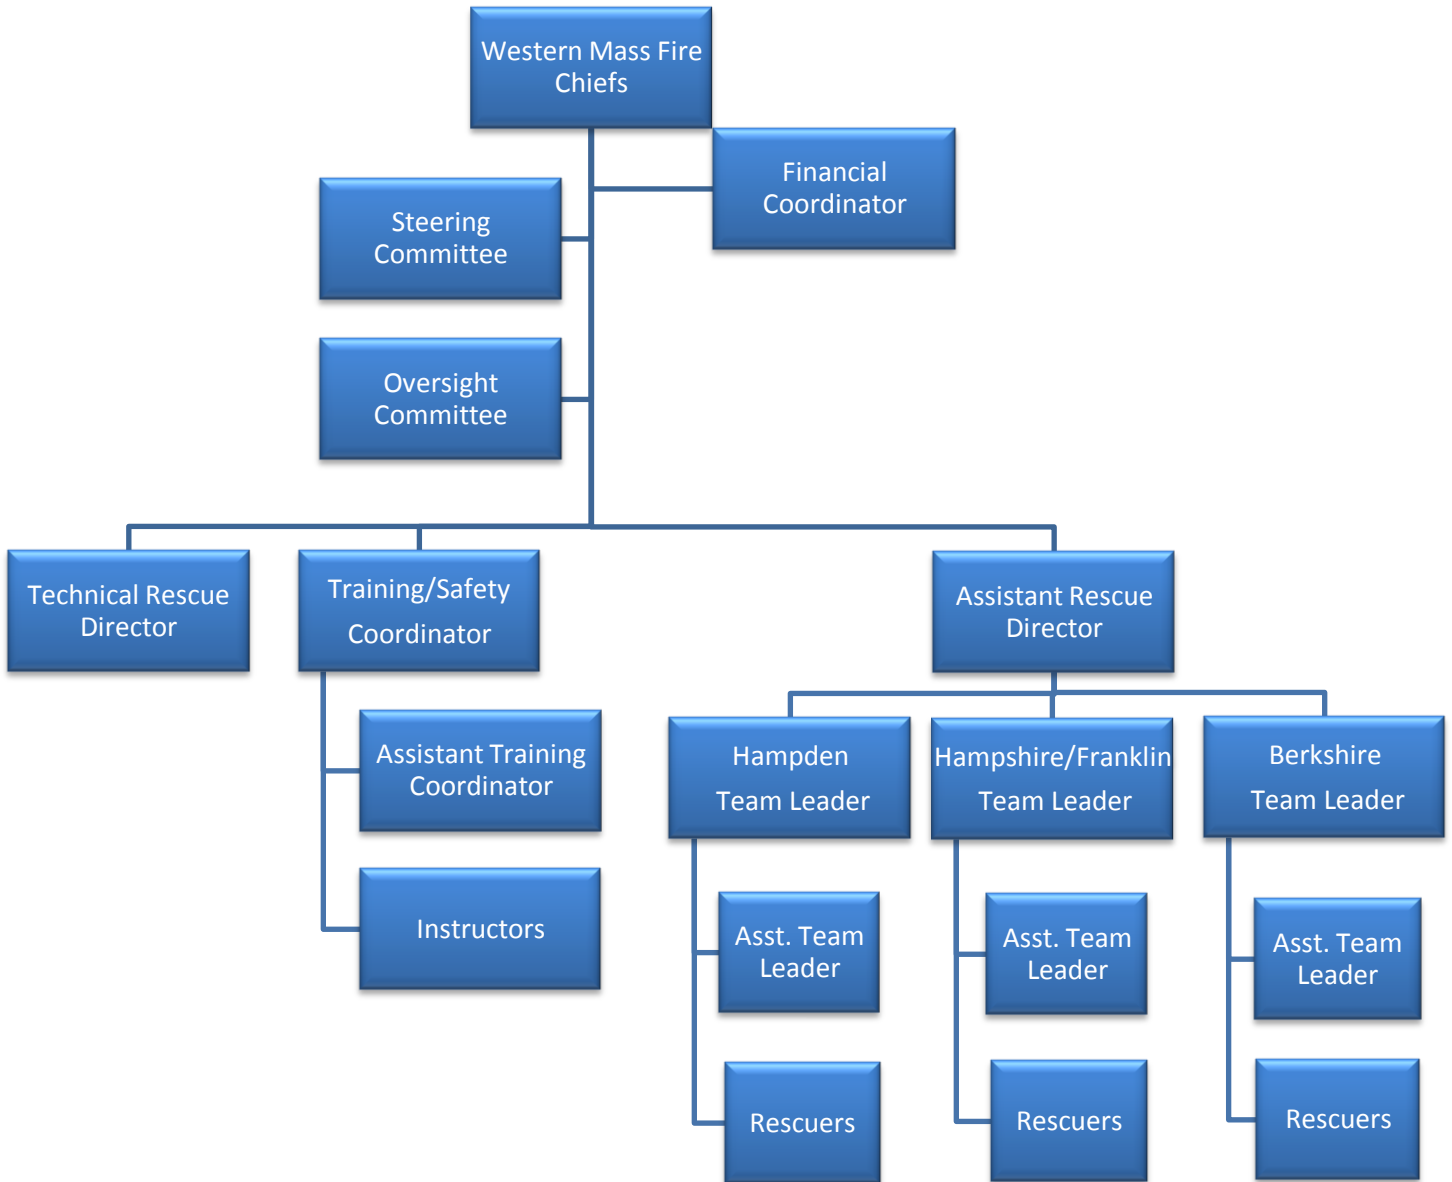 Western Mass Fire
Chiefs
Financial
Coordinator
Steering
Committee
Oversight
Committee
Technical Rescue
Director
Training/Safety
Coordinator
Assistant Rescue
Director
Assistant Training
Coordinator
Instructors
Hampden
Team Leader
Hampshire/Franklin
Team Leader
Berkshire
Team Leader
Asst. Team
Leader
Asst. Team
Leader
Asst. Team
Leader
Rescuers
Rescuers
Rescuers